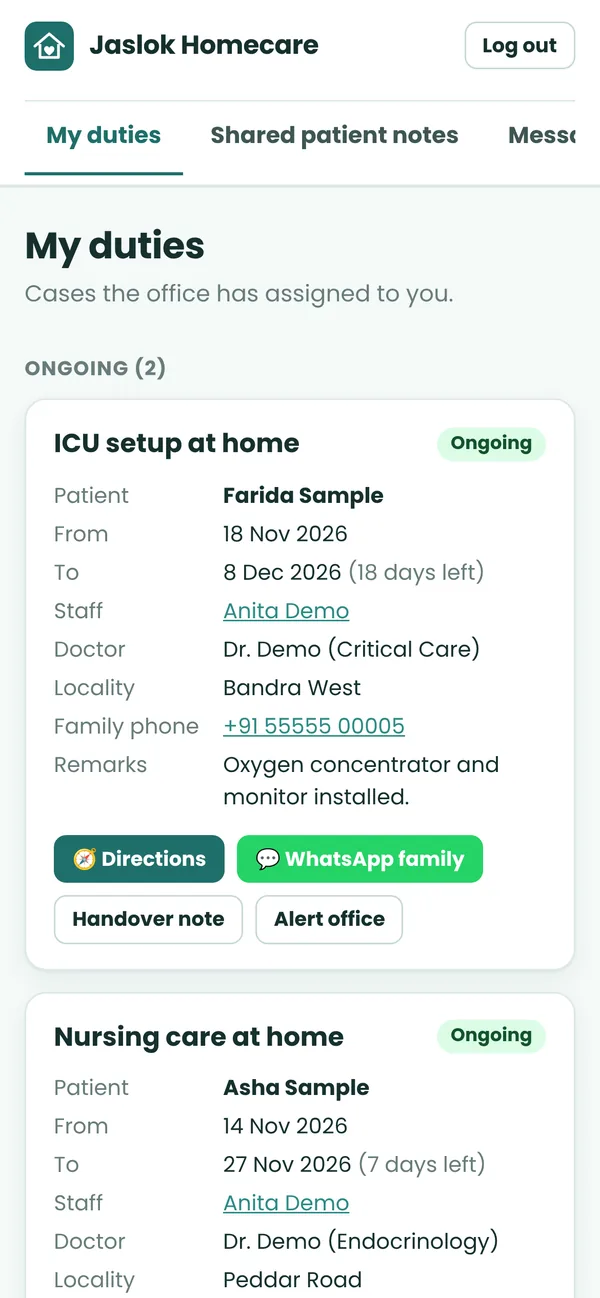 Jaslok Homecare
Log out
My duties
Shared patient notes
My duties
Cases the office has assigned to you.
ONGOING (2)
ICU setup at home
Ongoing
Patient Farida Sample
From 18 Nov 2026
To 8 Dec 2026 (18 days left)
Staff Anita Demo
Doctor Dr. Demo (Critical Care)
Locality Bandra West
Family phone +91 55555 00005
Remarks Oxygen concentrator and
monitor installed.
🧭 Directions
💬 WhatsApp family
Handover note
Alert office
Nursing care at home
Ongoing
Patient Asha Sample
From 14 Nov 2026
To 27 Nov 2026 (7 days left)
Staff Anita Demo
Doctor Dr. Demo (Endocrinology)
Locality Peddar Road